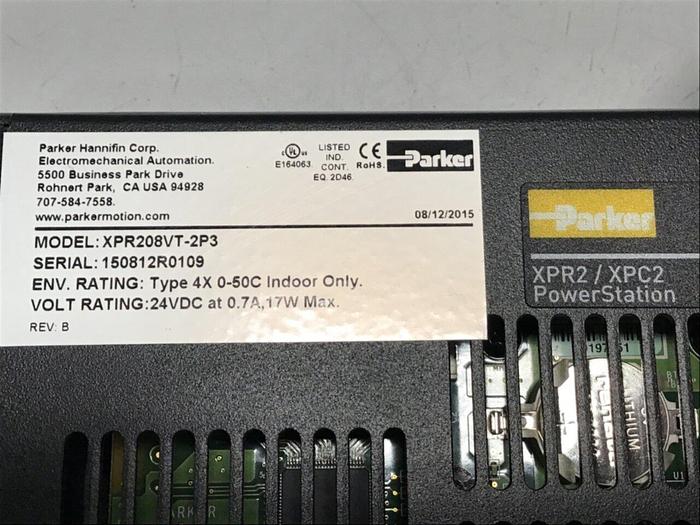 Parker Hannifin Corp.
Electromechanical Automation.
5500 Business Park Drive
Rohnert Park, CA USA 94928
707-584-7558.
www.parkermotion.com
UL
E164063
LISTED
IND.
CONT.
EQ. 2D46.
CE
RoHS.
Parker
08/12/2015
MODEL: XPR208VT-2P3
SERIAL: 150812R0109
ENV. RATING: Type 4X 0-50C Indoor Only.
VOLT RATING:24VDC at 0.7A,17W Max.
REV: B
Parker
XPR2 / XPC2
PowerStation
LITHIUM
ARKER